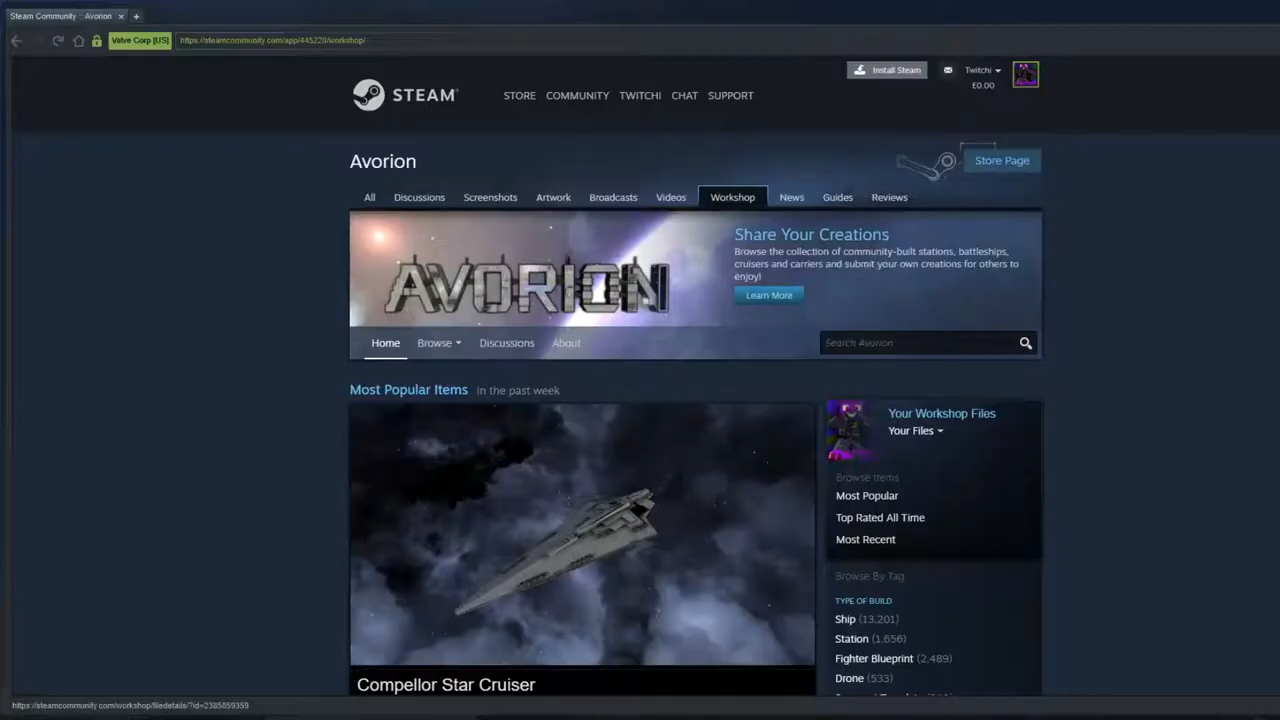 Steam Community :: Avorion
Valve Corp [US] https://steamcommunity.com/app/445220/workshop/
Install Steam
Twitchi
£0.00
STEAM
STORE COMMUNITY TWITCHI CHAT SUPPORT
Avorion
Store Page
All Discussions Screenshots Artwork Broadcasts Videos Workshop News Guides Reviews
AVORION
Share Your Creations
Browse the collection of community-built stations, battleships,
cruisers and carriers and submit your own creations for others to
enjoy!
Learn More
Home Browse Discussions About
Search Avorion
Most Popular Items in the past week
Compellor Star Cruiser
Your Workshop Files
Your Files
Browse Items
Most Popular
Top Rated All Time
Most Recent
Browse By Tag
TYPE OF BUILD
Ship (13,201)
Station (1,656)
Fighter Blueprint (2,489)
Drone (533)
https://steamcommunity.com/workshop/filedetails/?id=2385859359